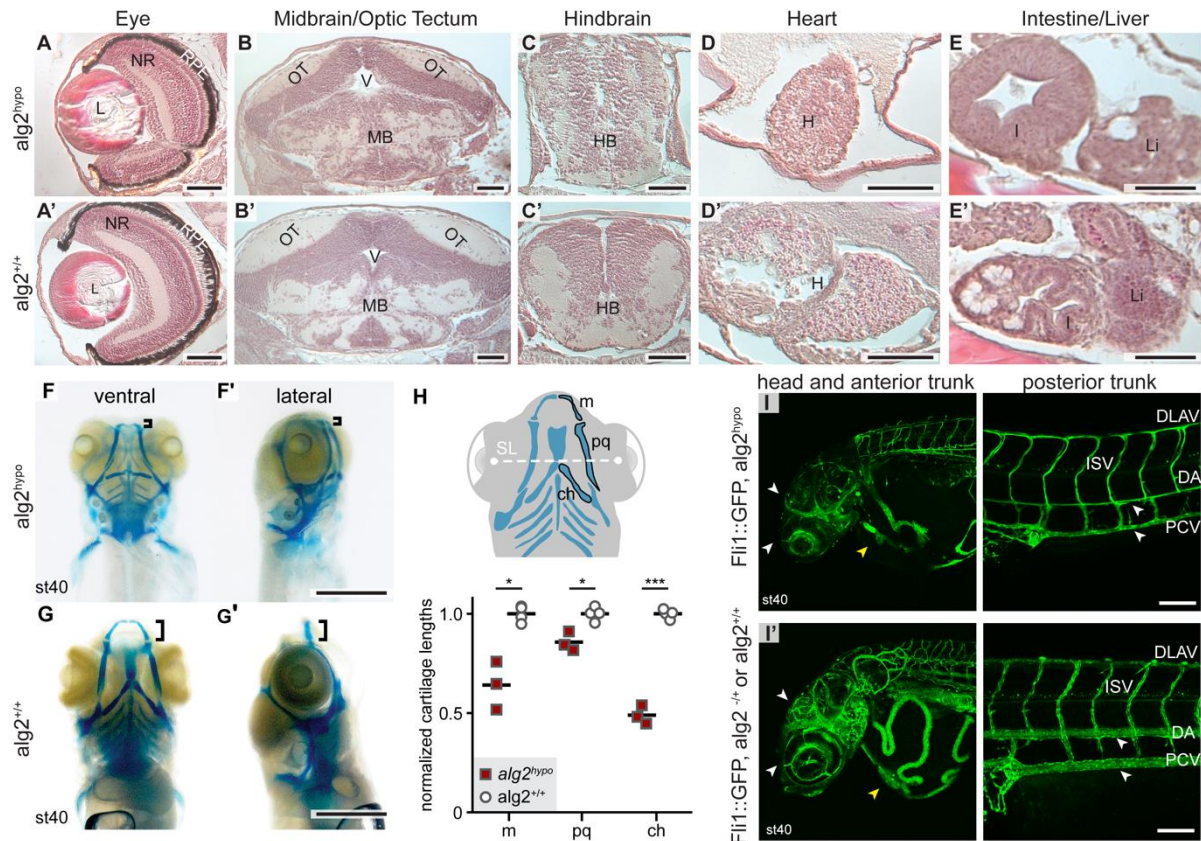 Eye
Midbrain/Optic Tectum
Hindbrain
Heart
Intestine/Liver
alg2hypo
A
NR
RPE
L
B
OT
V
OT
MB
C
HB
D
H
E
I
Li
alg2+/+
A'
NR
RPE
L
B'
OT
V
OT
MB
C'
HB
D'
H
E'
I
Li
F
ventral
F'
lateral
alg2hypo
st40
G
G'
alg2+/+
st40
H
m
SL
pq
ch
normalized cartilage lengths
*
*
***
1.0
0.5
0
alg2hypo
alg2+/+
m
pq
ch
head and anterior trunk
posterior trunk
Fli1::GFP, alg2hypo
I
st40
DLAV
ISV
DA
PCV
Fli1::GFP, alg2 -/+ or alg2+/+
I'
st40
DLAV
ISV
DA
PCV